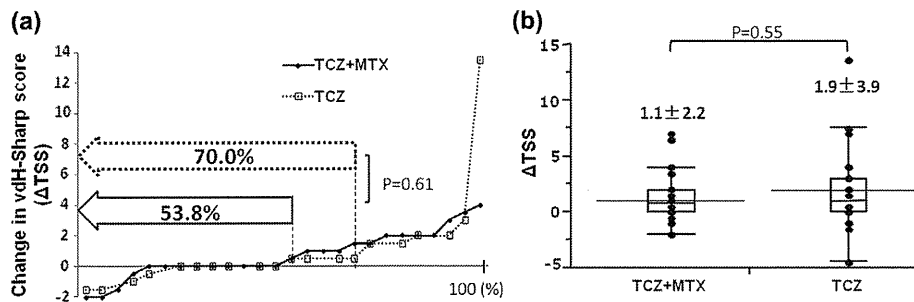 (a)
Change in vdH-Sharp score
(ΔTSS)
14
12
10
8
6
4
2
0
-2
TCZ+MTX
TCZ
70.0%
53.8%
P=0.61
100 (%)
(b)
P=0.55
ΔTSS
15
10
5
0
-5
1.1±2.2
1.9±3.9
TCZ+MTX
TCZ